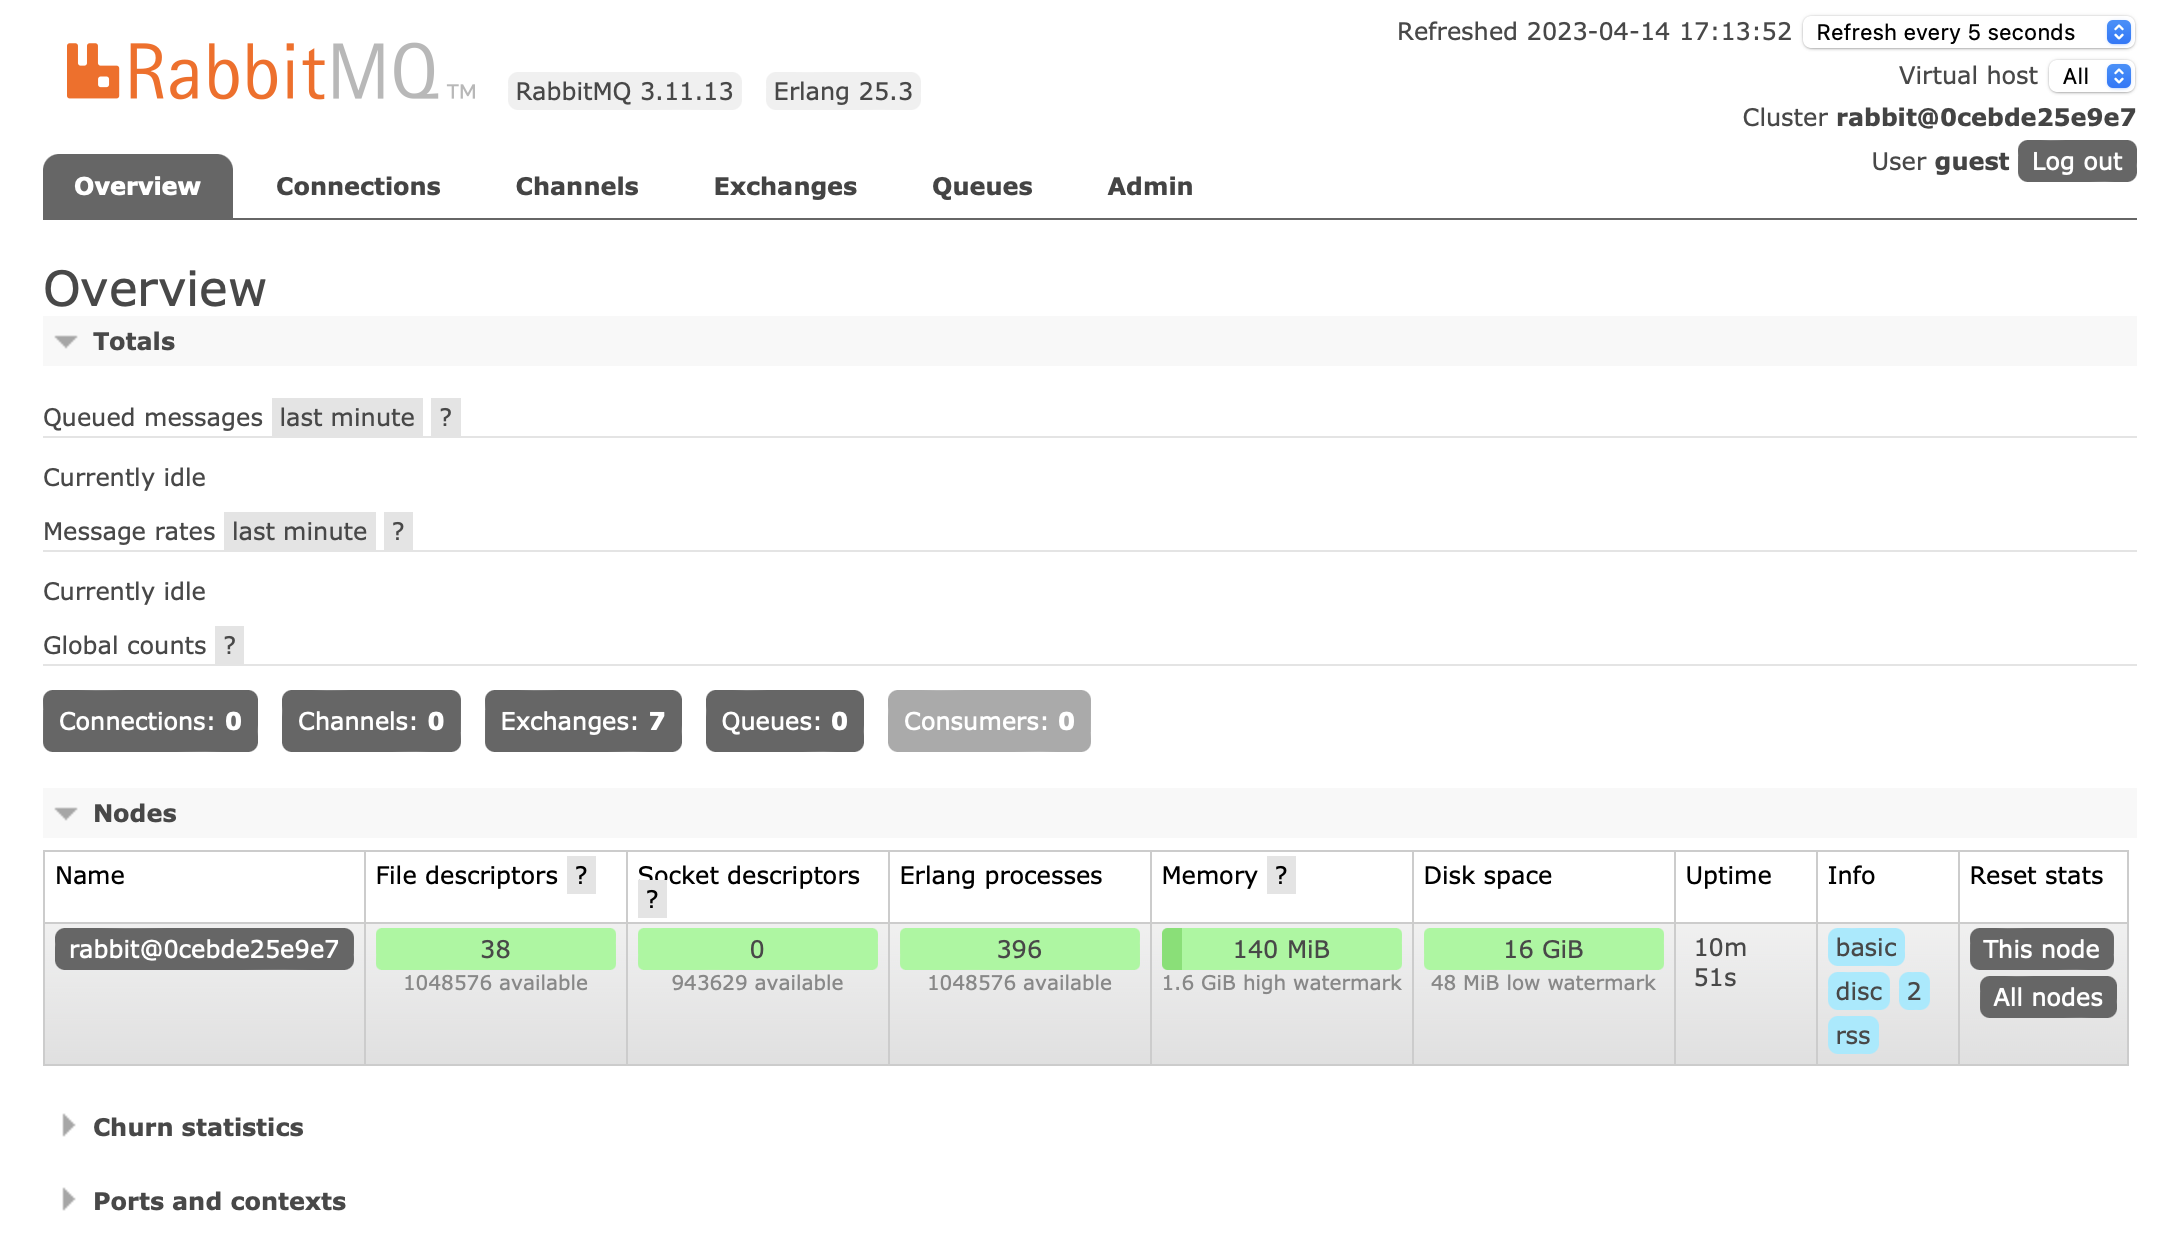 Refreshed 2023-04-14 17:13:52 Refresh every 5 seconds
RabbitMQ TM RabbitMQ 3.11.13 Erlang 25.3
Virtual host All
Cluster rabbit@0cebde25e9e7
User guest Log out
Overview Connections Channels Exchanges Queues Admin
Overview
Totals
Queued messages last minute ?
Currently idle
Message rates last minute ?
Currently idle
Global counts ?
Connections: 0 Channels: 0 Exchanges: 7 Queues: 0 Consumers: 0
Nodes
Name File descriptors ? Socket descriptors ? Erlang processes Memory ? Disk space Uptime Info Reset stats
rabbit@0cebde25e9e7 38 0 396 140 MiB 16 GiB 10m 51s basic This node
1048576 available 943629 available 1048576 available 1.6 GiB high watermark 48 MiB low watermark disc 2 All nodes
rss
Churn statistics
Ports and contexts